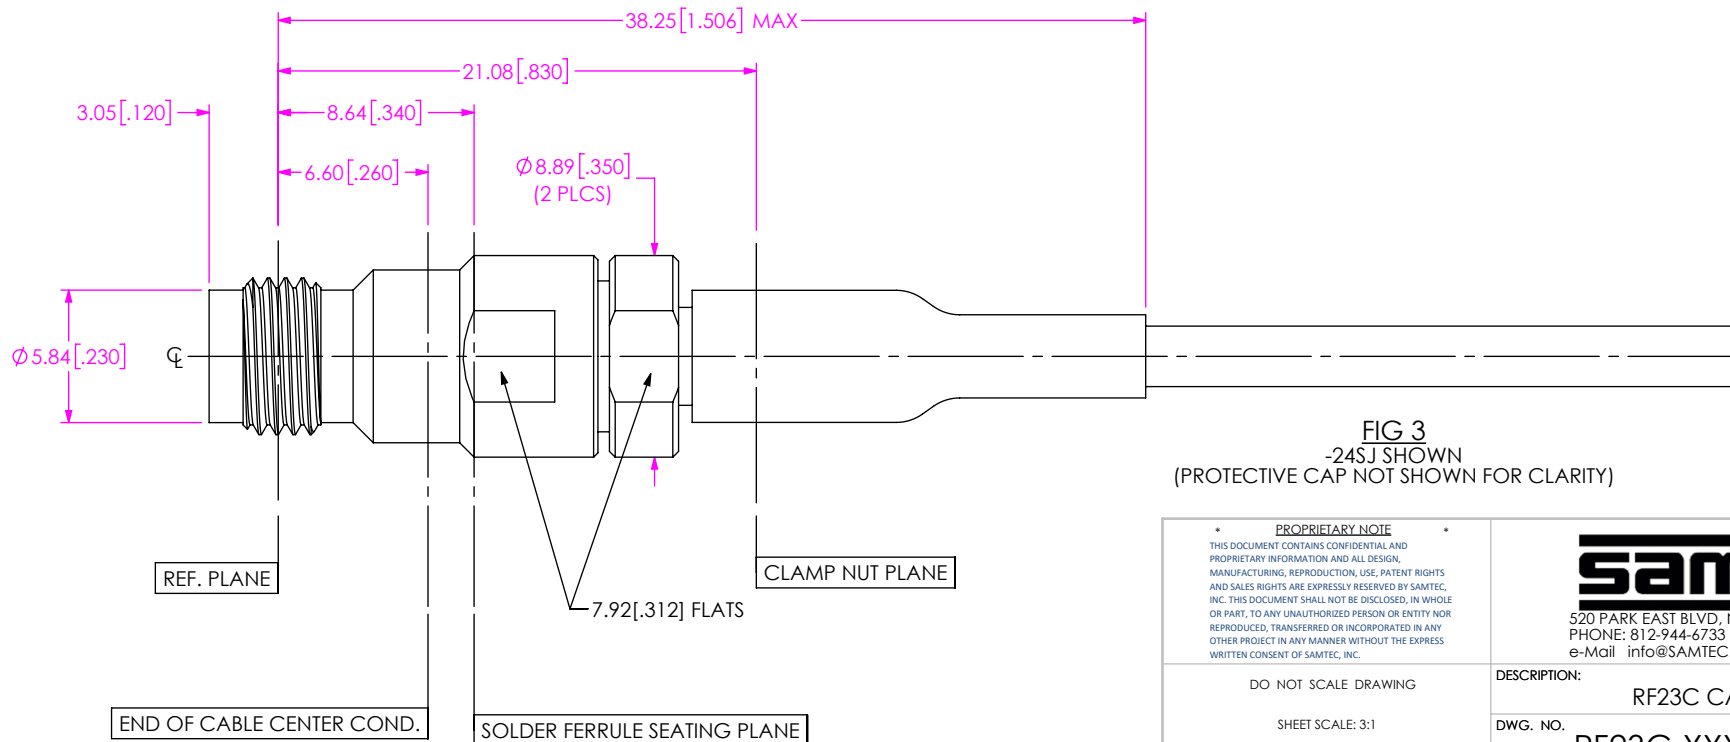 38.25[1.506] MAX
21.08[.830]
3.05[.120]
8.64[.340]
6.60[.260]
Ø8.89[.350]
(2 PLCS)
Ø5.84[.230]
℄
FIG 3
-24SJ SHOWN
(PROTECTIVE CAP NOT SHOWN FOR CLARITY)
REF. PLANE
CLAMP NUT PLANE
7.92[.312] FLATS
END OF CABLE CENTER COND.
SOLDER FERRULE SEATING PLANE
* PROPRIETARY NOTE *
THIS DOCUMENT CONTAINS CONFIDENTIAL AND
PROPRIETARY INFORMATION AND ALL DESIGN,
MANUFACTURING, REPRODUCTION, USE, PATENT RIGHTS
AND SALES RIGHTS ARE EXPRESSLY RESERVED BY SAMTEC,
INC. THIS DOCUMENT SHALL NOT BE DISCLOSED, IN WHOLE
OR PART, TO ANY UNAUTHORIZED PERSON OR ENTITY NOR
REPRODUCED, TRANSFERRED OR INCORPORATED IN ANY
OTHER PROJECT IN ANY MANNER WITHOUT THE EXPRESS
WRITTEN CONSENT OF SAMTEC, INC.
DO NOT SCALE DRAWING
SHEET SCALE: 3:1
sam
520 PARK EAST BLVD,
PHONE: 812-944-6733
e-Mail info@SAMTEC
DESCRIPTION:
RF23C CA
DWG. NO.
RF23C-XXX